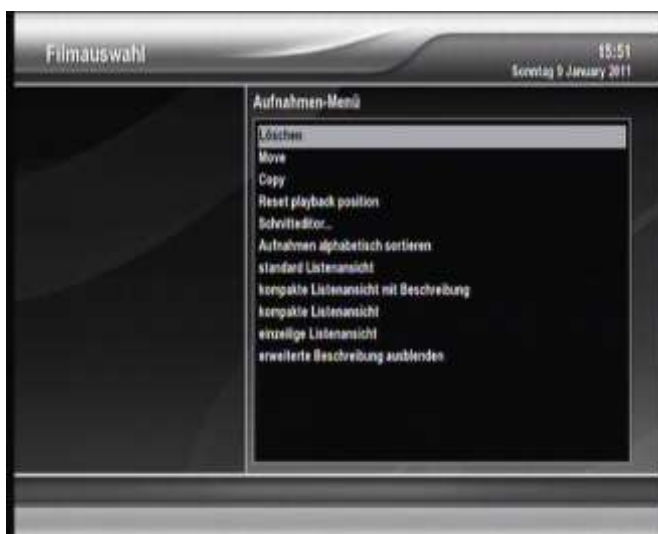 Filmauswahl
15:51
Sonntag 9 January 2011
Aufnahmen-Menü
Löschen
Move
Copy
Reset playback position
Schnitteditor...
Aufnahmen alphabetisch sortieren
standard Listenansicht
kompakte Listenansicht mit Beschreibung
kompakte Listenansicht
einzeilige Listenansicht
erweiterte Beschreibung ausblenden